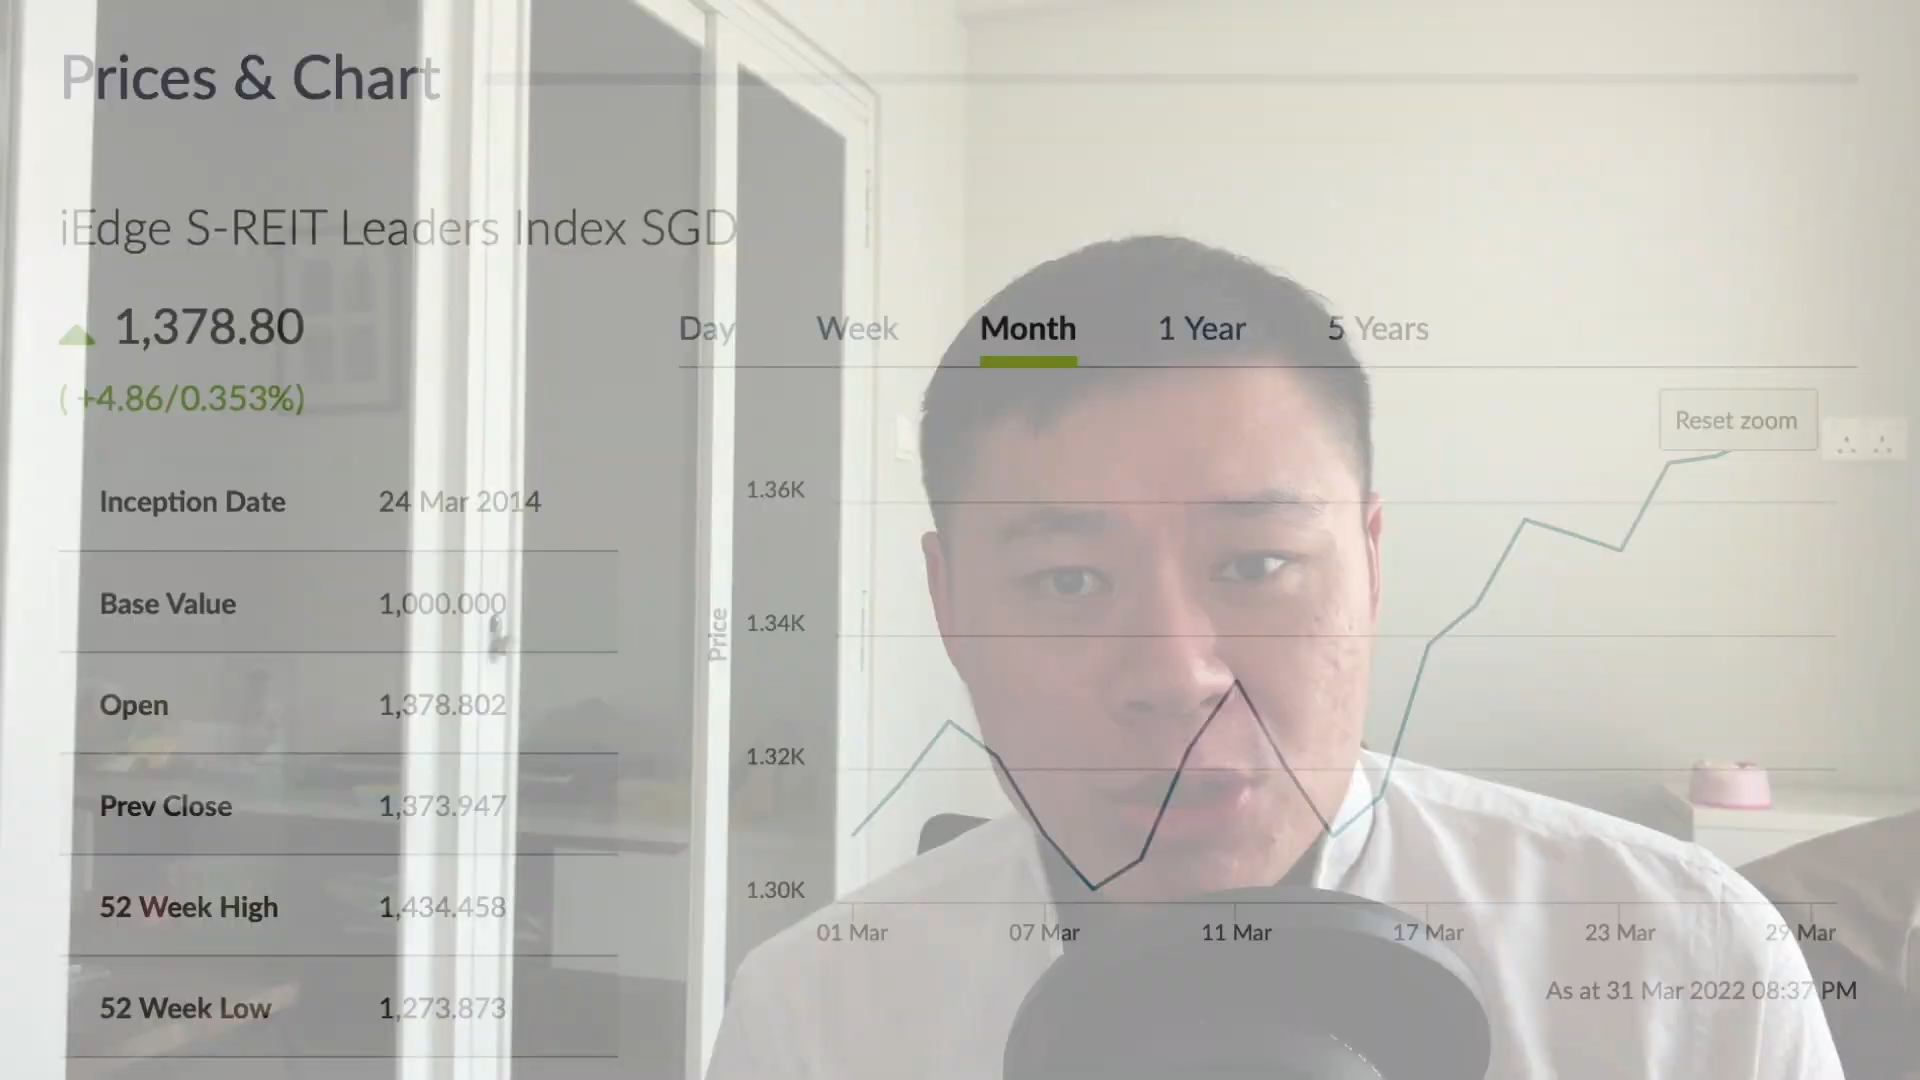 Prices & Chart
iEdge S-REIT Leaders Index SGD
1,378.80
( +4.86/0.353%)
Day Week Month 1 Year 5 Years
Reset zoom
Inception Date 24 Mar 2014
Base Value 1,000.000
Open 1,378.802
Prev Close 1,373.947
52 Week High 1,434.458
52 Week Low 1,273.873
Price
1.36K
1.34K
1.32K
1.30K
01 Mar 07 Mar 11 Mar 17 Mar 23 Mar 29 Mar
As at 31 Mar 2022 08:37 PM